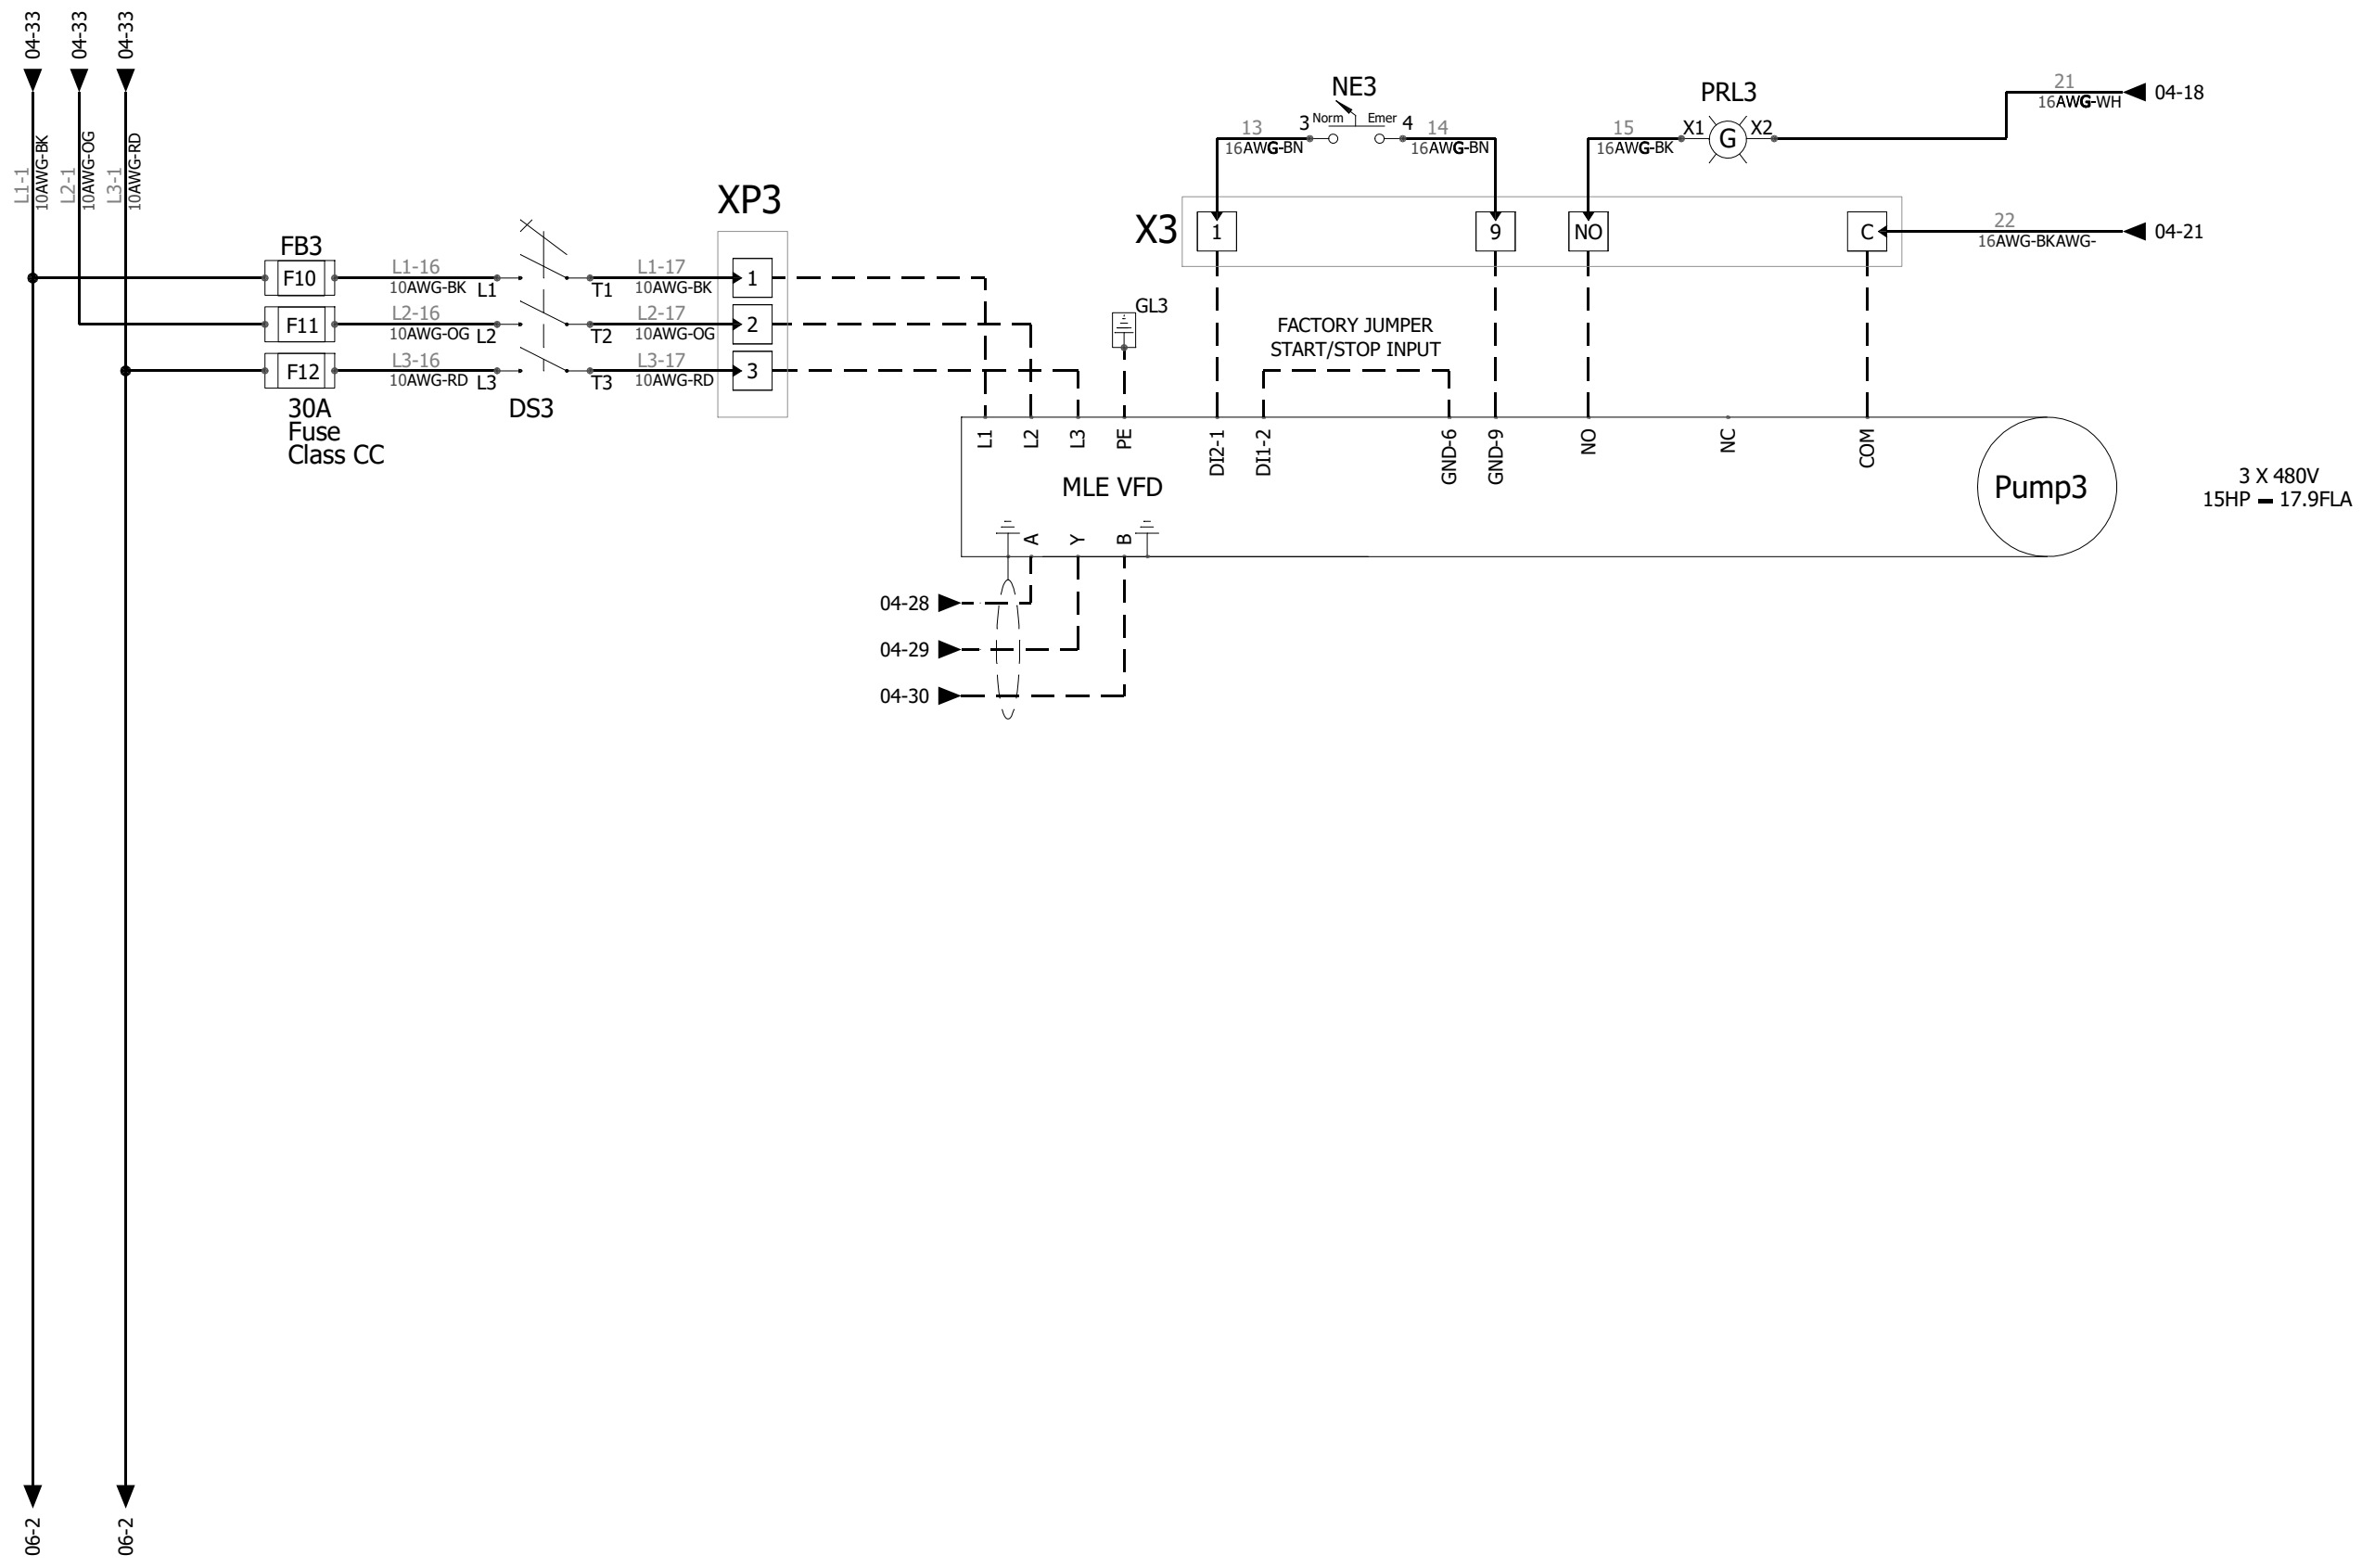 04-33
04-33
04-33
L1-1
10AWG-BK
L2-1
10AWG-OG
L3-1
10AWG-RD
FB3
F10
F11
F12
30A
Fuse
Class CC
L1-16
10AWG-BK
L1
L2-16
10AWG-OG
L2
L3-16
10AWG-RD
L3
DS3
T1
T2
T3
L1-17
10AWG-BK
L2-17
10AWG-OG
L3-17
10AWG-RD
XP3
1
2
3
NE3
13
16AWG-BN
3
Norm
Emer
4
14
16AWG-BN
PRL3
15
16AWG-BK
X1
G
X2
21
16AWG-WH
04-18
X3
1
9
NO
C
22
16AWG-BKAWG-
04-21
GL3
FACTORY JUMPER
START/STOP INPUT
L1
L2
L3
PE
DI2-1
DI1-2
GND-6
GND-9
NO
NC
COM
MLE VFD
Pump3
3 X 480V
15HP - 17.9FLA
A
Y
B
04-28
04-29
04-30
06-2
06-2